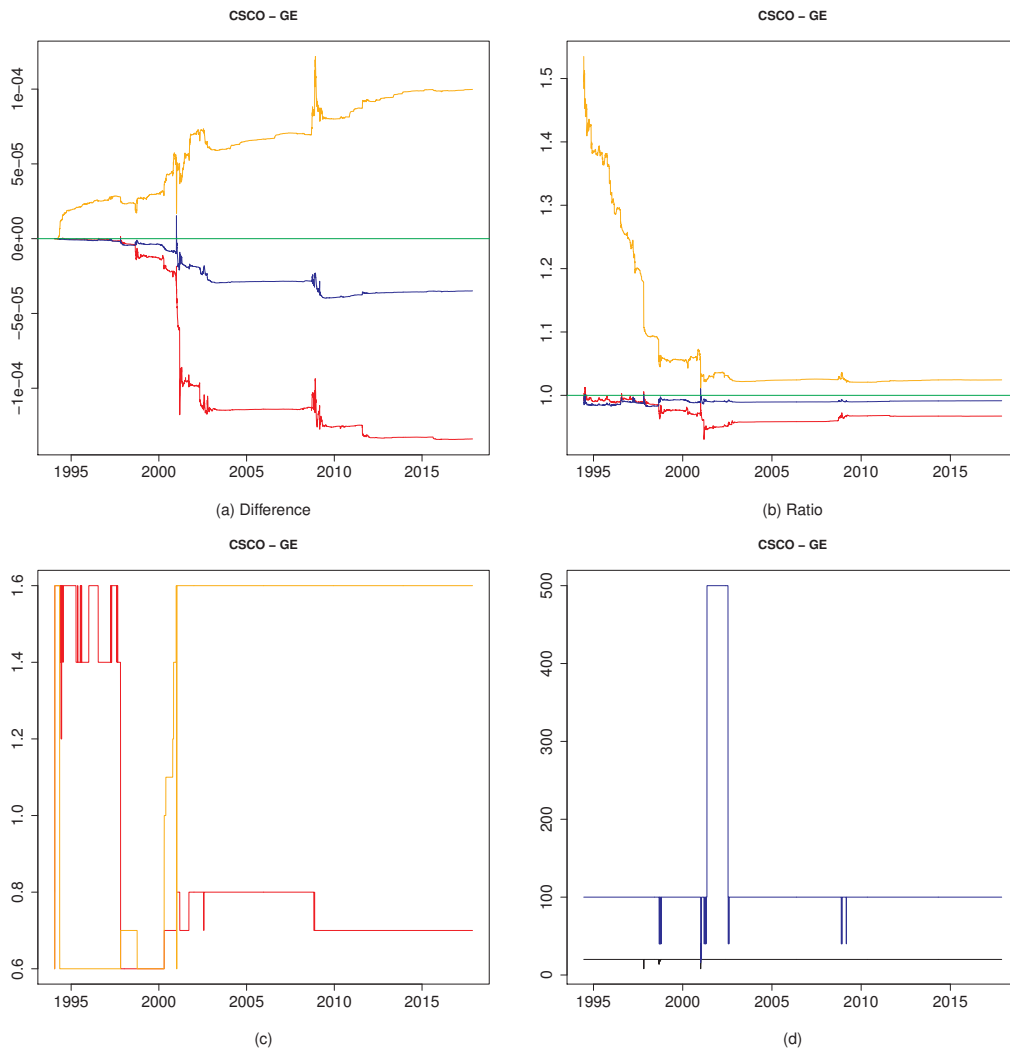 CSCO – GE
1e−04
5e−05
0e+00
−5e−05
−1e−04
1995 2000 2005 2010 2015
(a) Difference
CSCO – GE
1.5
1.4
1.3
1.2
1.1
1.0
1995 2000 2005 2010 2015
(b) Ratio
CSCO – GE
1.6
1.4
1.2
1.0
0.8
0.6
1995 2000 2005 2010 2015
(c)
CSCO – GE
500
400
300
200
100
0
1995 2000 2005 2010 2015
(d)